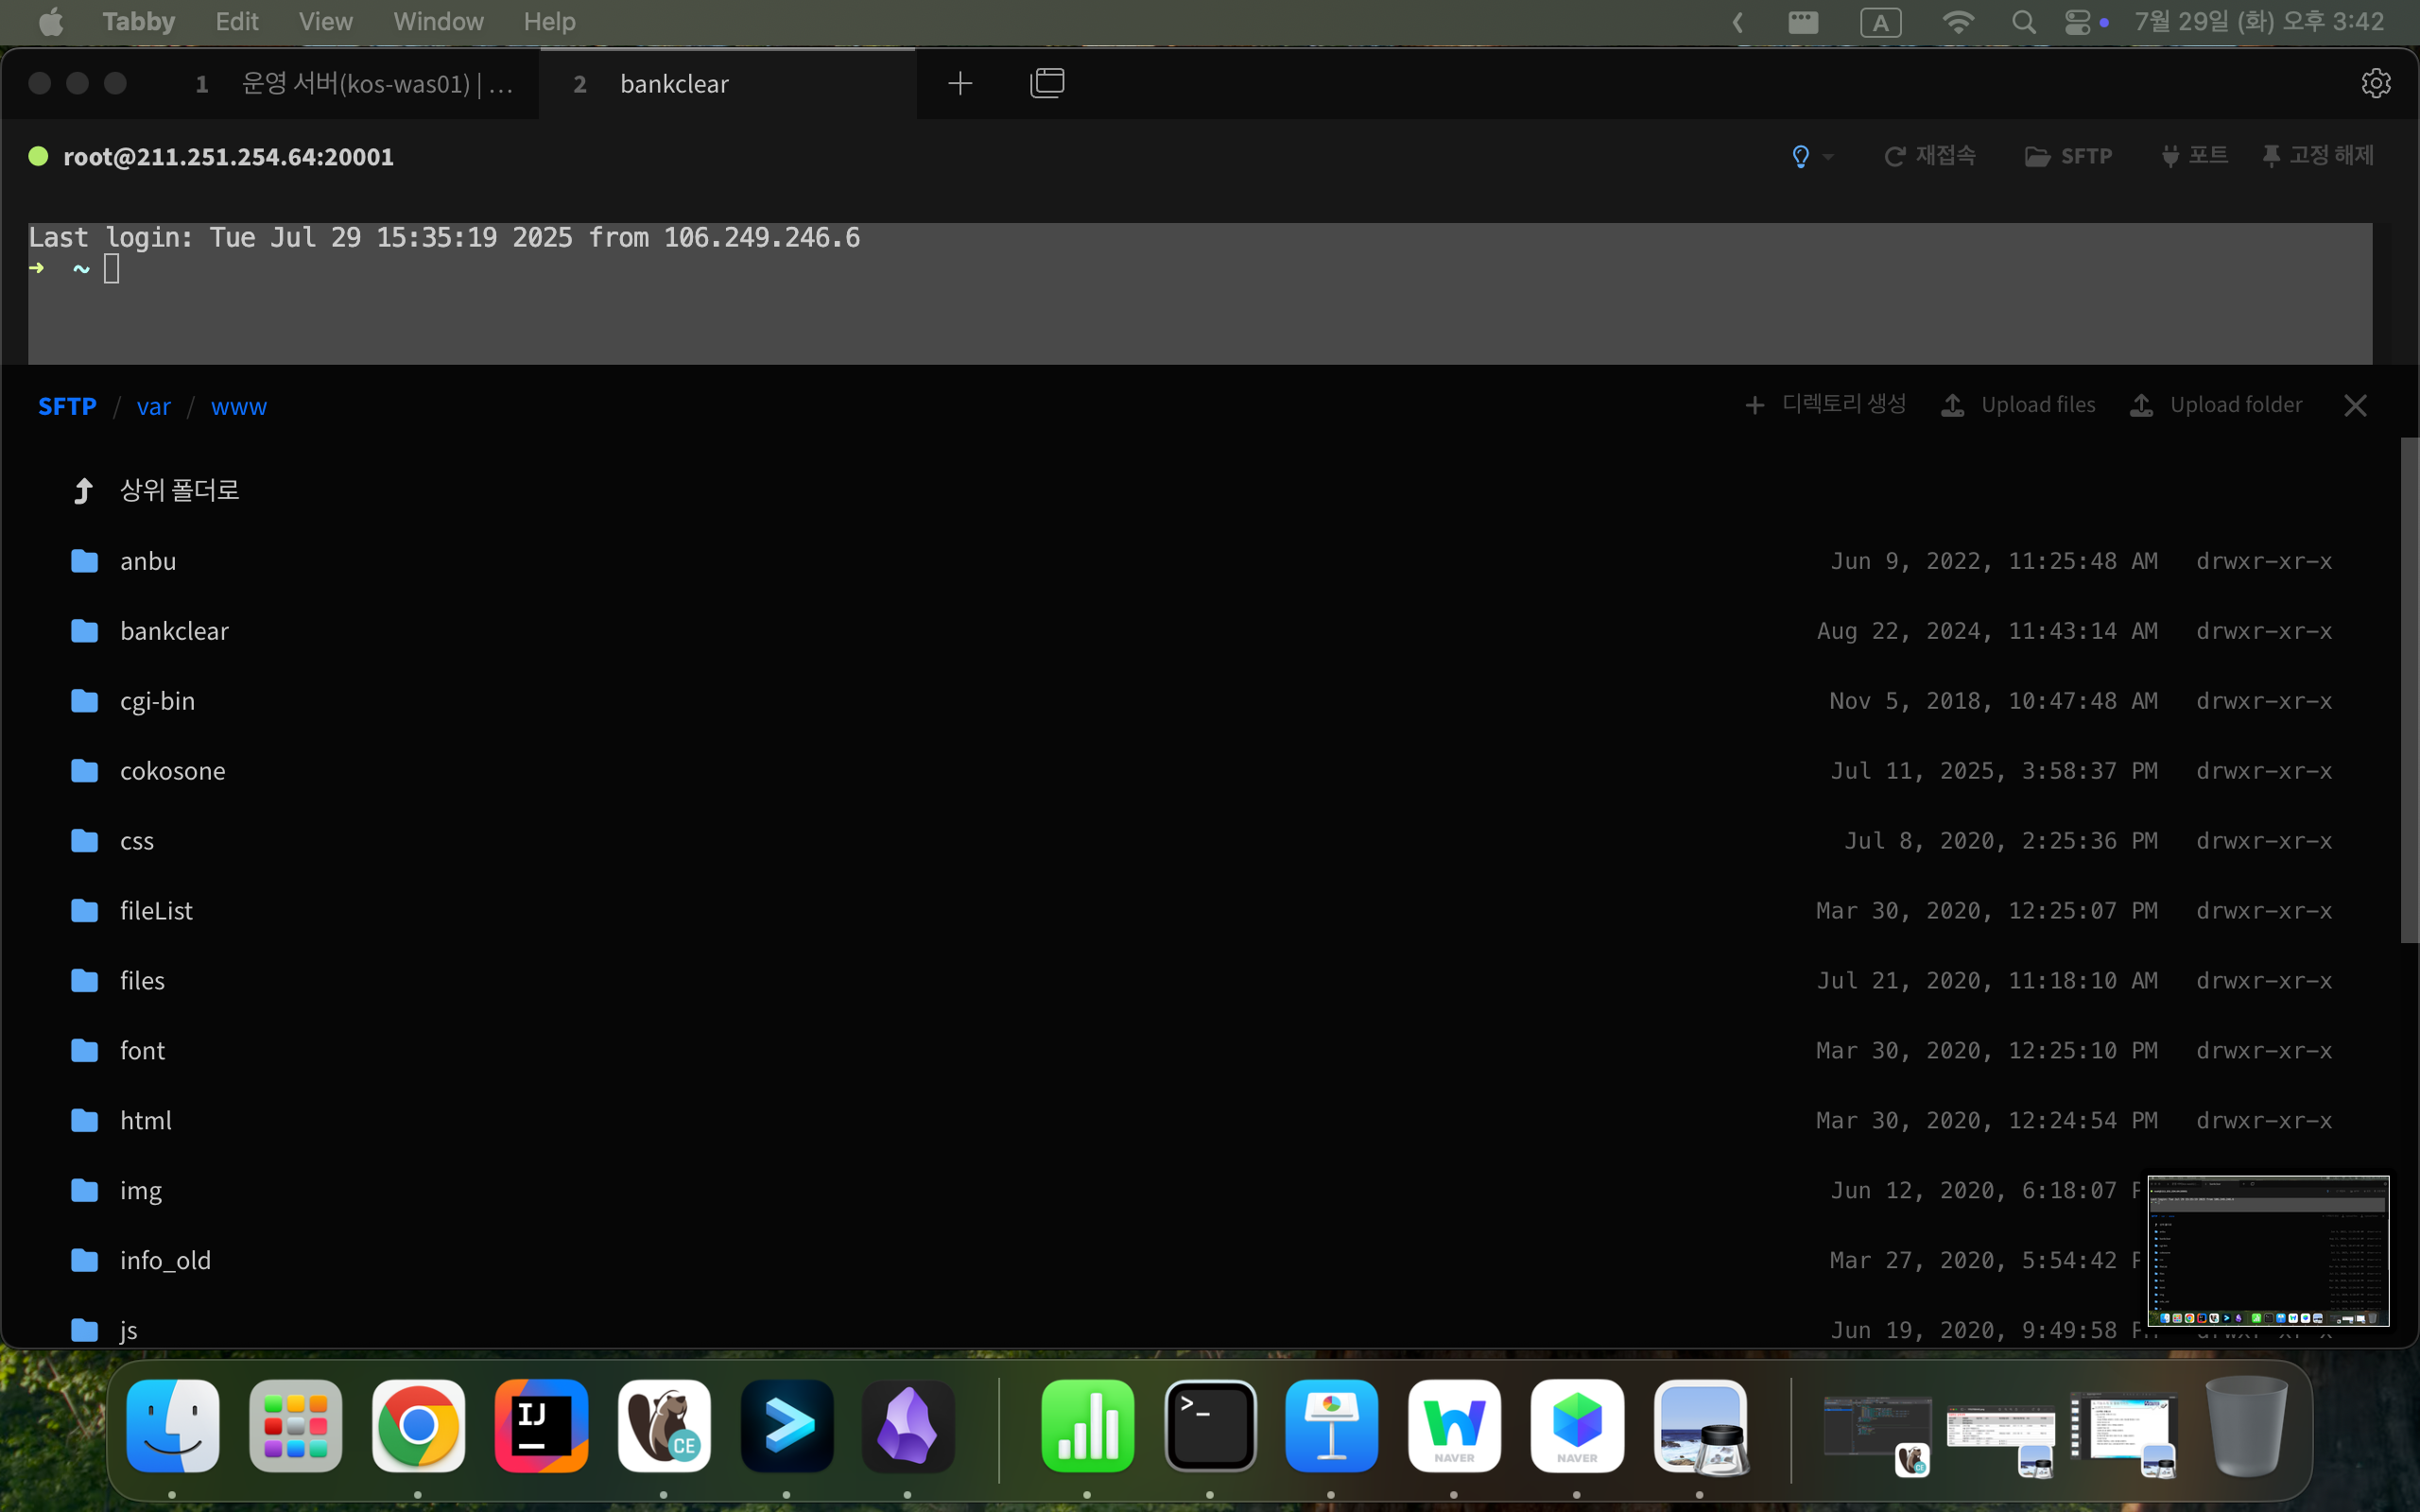 Tabby Edit View Window Help A 7월 29일 (화) 오후 3:42
1 운영 서버(kos-was01) | ... 2 bankclear
root@211.251.254.64:20001 재접속 SFTP 포트 고정 해제
Last login: Tue Jul 29 15:35:19 2025 from 106.249.246.6
→ ~
SFTP / var / www + 디렉토리 생성 Upload files Upload folder
상위 폴더로
anbu Jun 9, 2022, 11:25:48 AM drwxr-xr-x
bankclear Aug 22, 2024, 11:43:14 AM drwxr-xr-x
cgi-bin Nov 5, 2018, 10:47:48 AM drwxr-xr-x
cokosone Jul 11, 2025, 3:58:37 PM drwxr-xr-x
css Jul 8, 2020, 2:25:36 PM drwxr-xr-x
fileList Mar 30, 2020, 12:25:07 PM drwxr-xr-x
files Jul 21, 2020, 11:18:10 AM drwxr-xr-x
font Mar 30, 2020, 12:25:10 PM drwxr-xr-x
html Mar 30, 2020, 12:24:54 PM drwxr-xr-x
img Jun 12, 2020, 6:18:07
info_old Mar 27, 2020, 5:54:42
js Jun 19, 2020, 9:49:58
IJ CE >_ NAVER NAVER